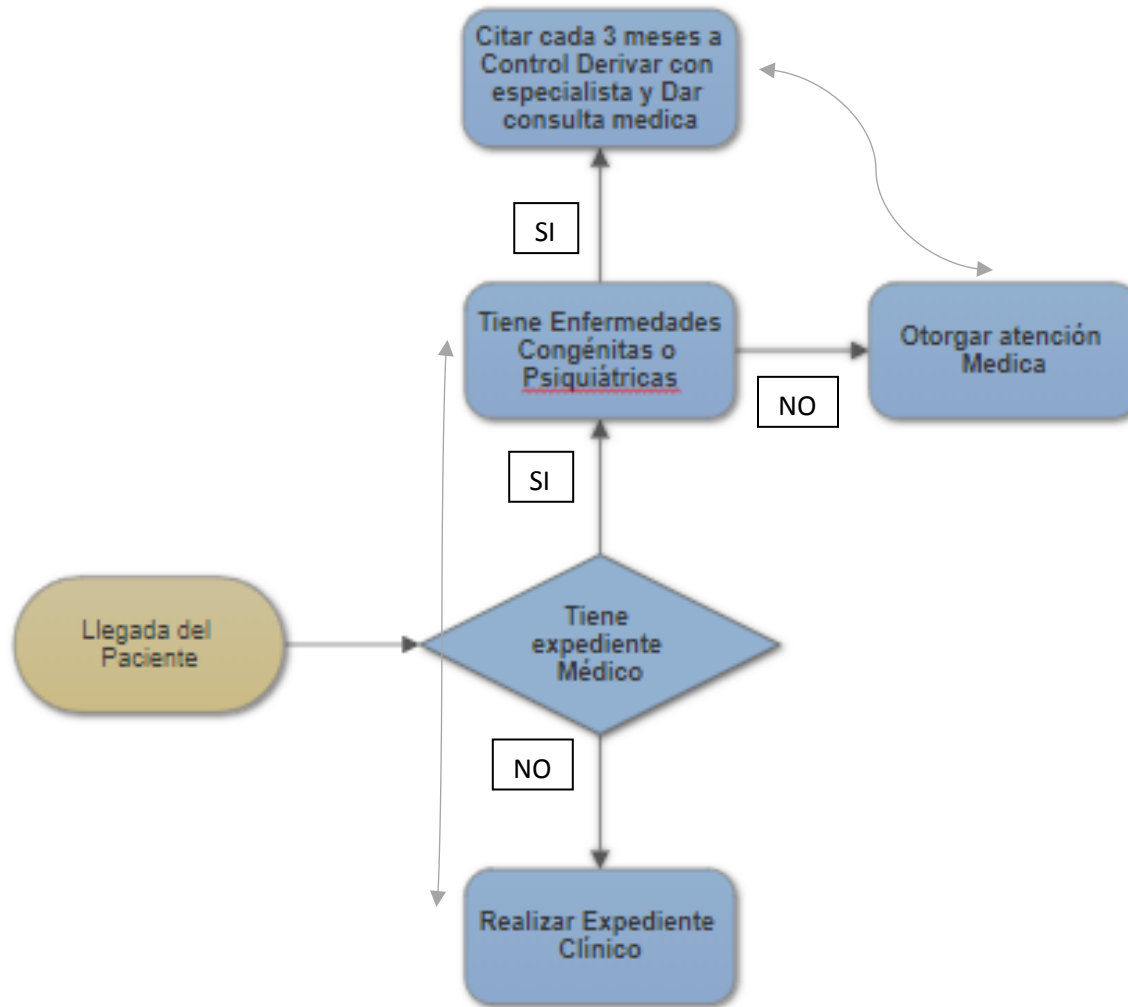 Citar cada 3 meses a
Control Derivar con
especialista y Dar
consulta medica
SI
Tiene Enfermedades
Congénitas o
Psiquiátricas
NO
Otorgar atención
Medica
SI
Llegada del
Paciente
Tiene
expediente
Médico
NO
Realizar Expediente
Clínico